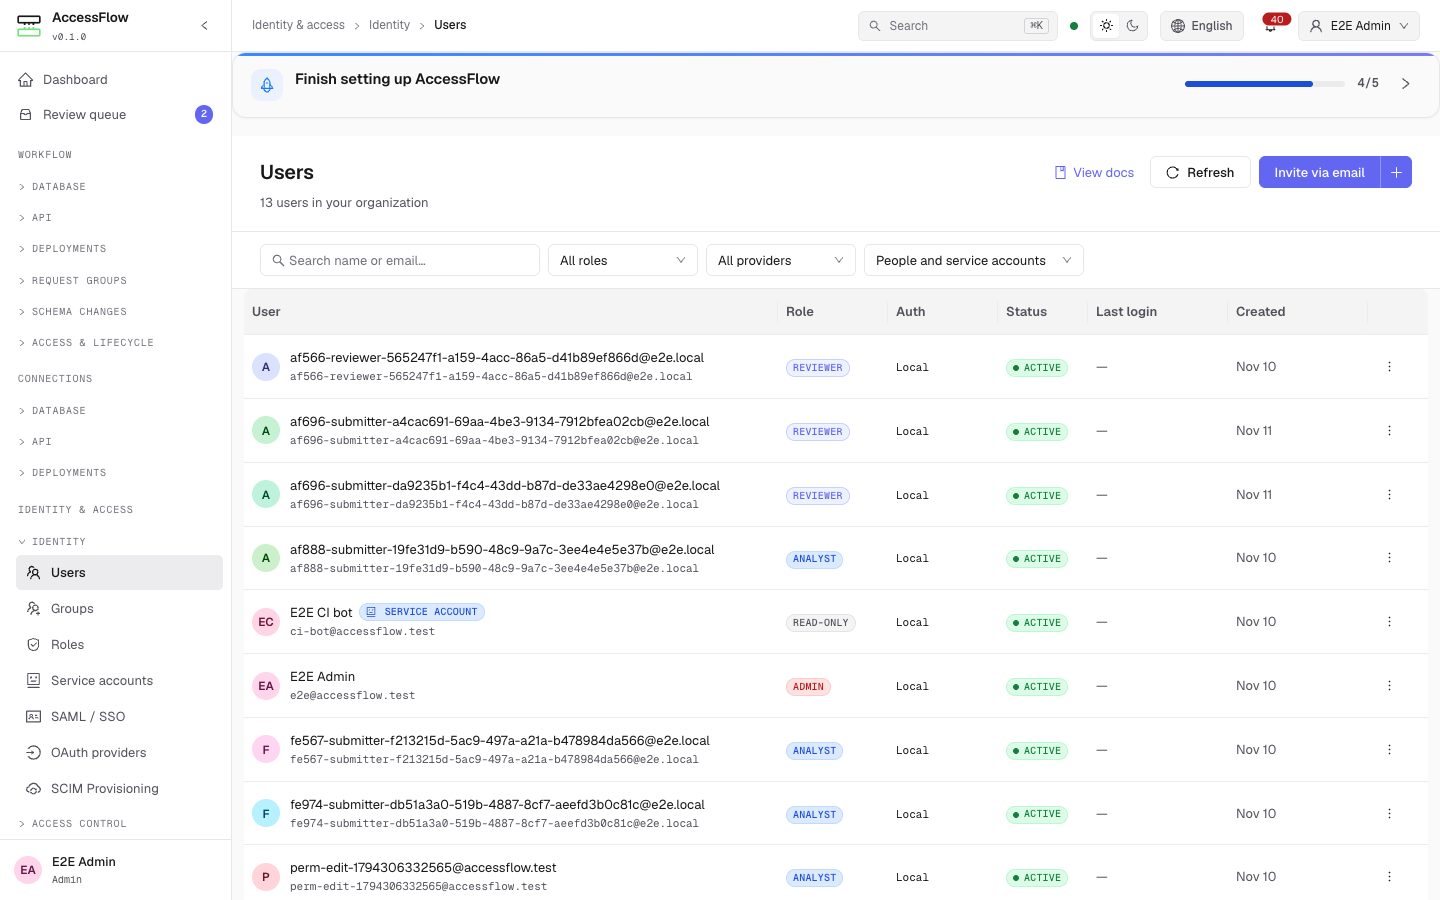 AccessFlow
v0.1.0
Dashboard
Review queue
2
WORKFLOW
DATABASE
API
DEPLOYMENTS
REQUEST GROUPS
SCHEMA CHANGES
ACCESS & LIFECYCLE
CONNECTIONS
DATABASE
API
DEPLOYMENTS
IDENTITY & ACCESS
IDENTITY
Users
Groups
Roles
Service accounts
SAML / SSO
OAuth providers
SCIM Provisioning
ACCESS CONTROL
EA
E2E Admin
Admin
Identity & access > Identity > Users
Search
⌘K
English
40
E2E Admin
Finish setting up AccessFlow
4/5
Users
13 users in your organization
View docs
Refresh
Invite via email
Search name or email...
All roles
All providers
People and service accounts
User Role Auth Status Last login Created
A af566-reviewer-565247f1-a159-4acc-86a5-d41b89ef866d@e2e.local
af566-reviewer-565247f1-a159-4acc-86a5-d41b89ef866d@e2e.local
REVIEWER Local ACTIVE — Nov 10
A af696-submitter-a4cac691-69aa-4be3-9134-7912bfea02cb@e2e.local
af696-submitter-a4cac691-69aa-4be3-9134-7912bfea02cb@e2e.local
REVIEWER Local ACTIVE — Nov 11
A af696-submitter-da9235b1-f4c4-43dd-b87d-de33ae4298e0@e2e.local
af696-submitter-da9235b1-f4c4-43dd-b87d-de33ae4298e0@e2e.local
REVIEWER Local ACTIVE — Nov 11
A af888-submitter-19fe31d9-b590-48c9-9a7c-3ee4e4e5e37b@e2e.local
af888-submitter-19fe31d9-b590-48c9-9a7c-3ee4e4e5e37b@e2e.local
ANALYST Local ACTIVE — Nov 10
EC E2E CI bot SERVICE ACCOUNT
ci-bot@accessflow.test
READ-ONLY Local ACTIVE — Nov 10
EA E2E Admin
e2e@accessflow.test
ADMIN Local ACTIVE — Nov 10
F fe567-submitter-f213215d-5ac9-497a-a21a-b478984da566@e2e.local
fe567-submitter-f213215d-5ac9-497a-a21a-b478984da566@e2e.local
ANALYST Local ACTIVE — Nov 10
F fe974-submitter-db51a3a0-519b-4887-8cf7-aeefd3b0c81c@e2e.local
fe974-submitter-db51a3a0-519b-4887-8cf7-aeefd3b0c81c@e2e.local
ANALYST Local ACTIVE — Nov 10
P perm-edit-1794306332565@accessflow.test
perm-edit-1794306332565@accessflow.test
ANALYST Local ACTIVE — Nov 10